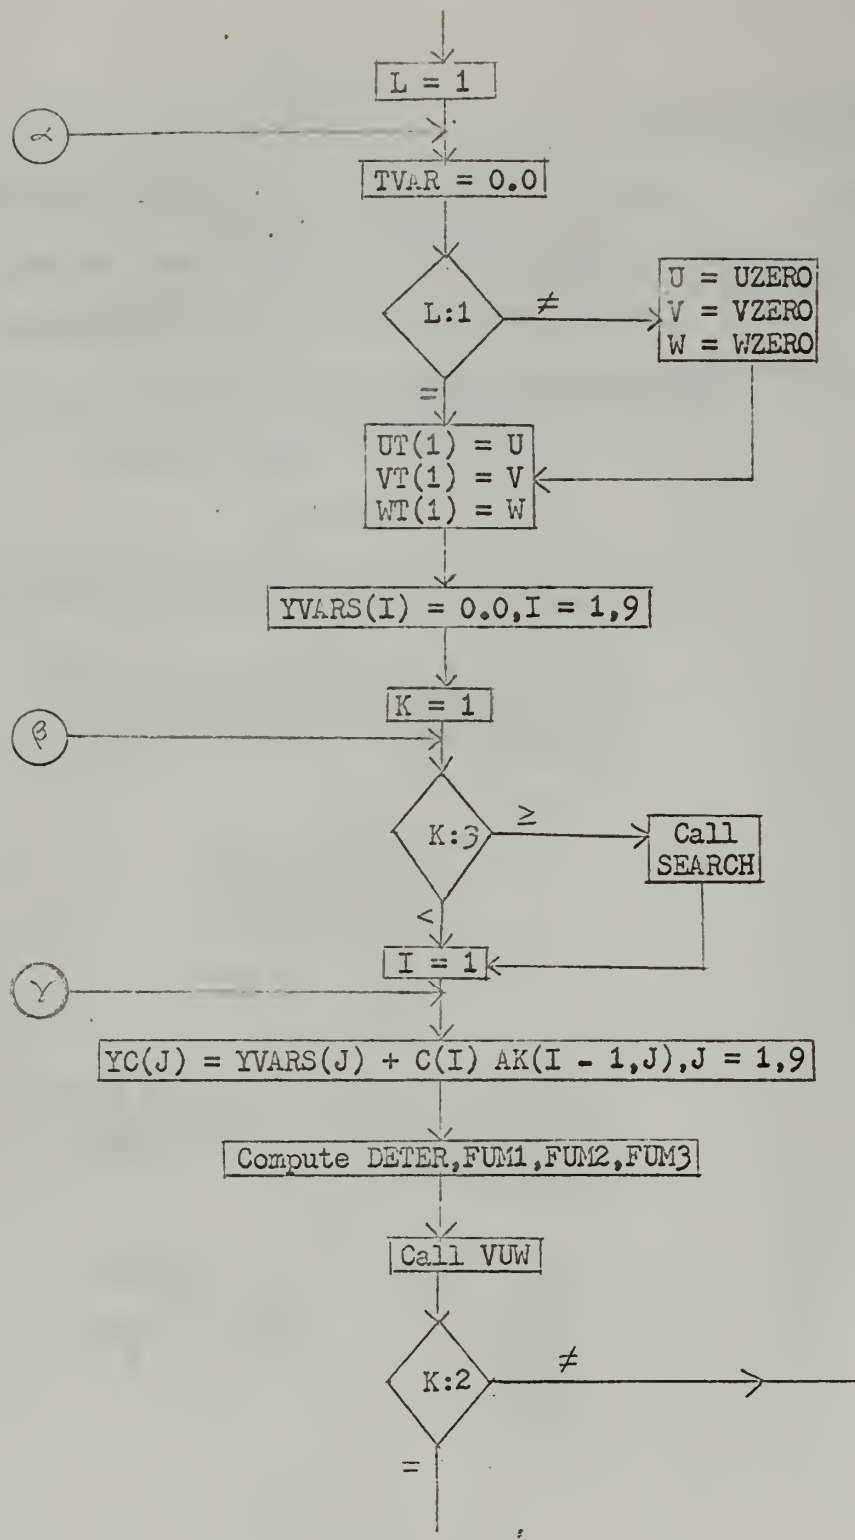 L = 1
α
TVAR = 0.0
L:1
≠
U = UZERO
V = VZERO
W = WZERO
=
UT(1) = U
VT(1) = V
WT(1) = W
YVARS(I) = 0.0,I = 1,9
K = 1
β
K:3
≥
Call
SEARCH
<
I = 1
γ
YC(J) = YVARS(J) + C(I) AK(I - 1,J),J = 1,9
Compute DETER,FUM1,FUM2,FUM3
Call VUW
K:2
≠
=